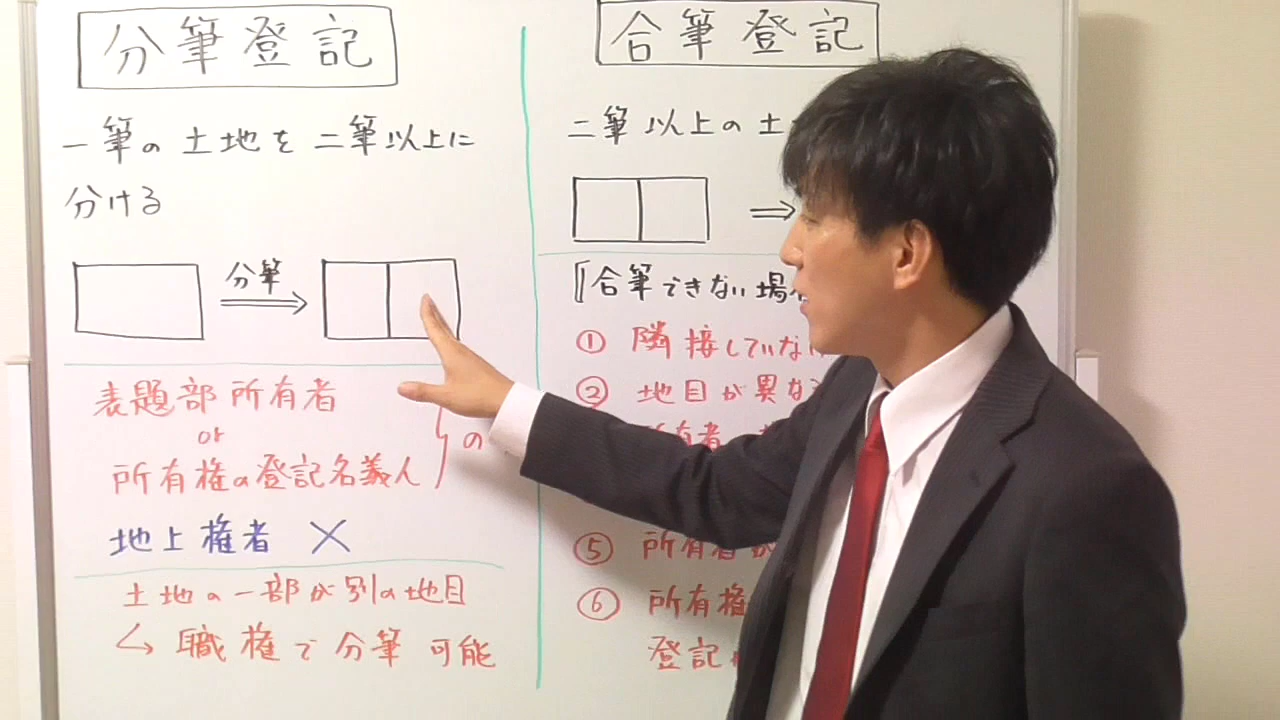 分筆登記
一筆の土地を二筆以上に
分ける
分筆
表題部所有者
or
所有権の登記名義人
の
地上権者 ×
土地の一部が別の地目
↳ 職権で分筆可能
合筆登記
二筆以上の土
⇒
合筆できない場
① 隣接していない
② 地目が異な
所有者
⑤ 所有者が
⑥ 所有権
登記